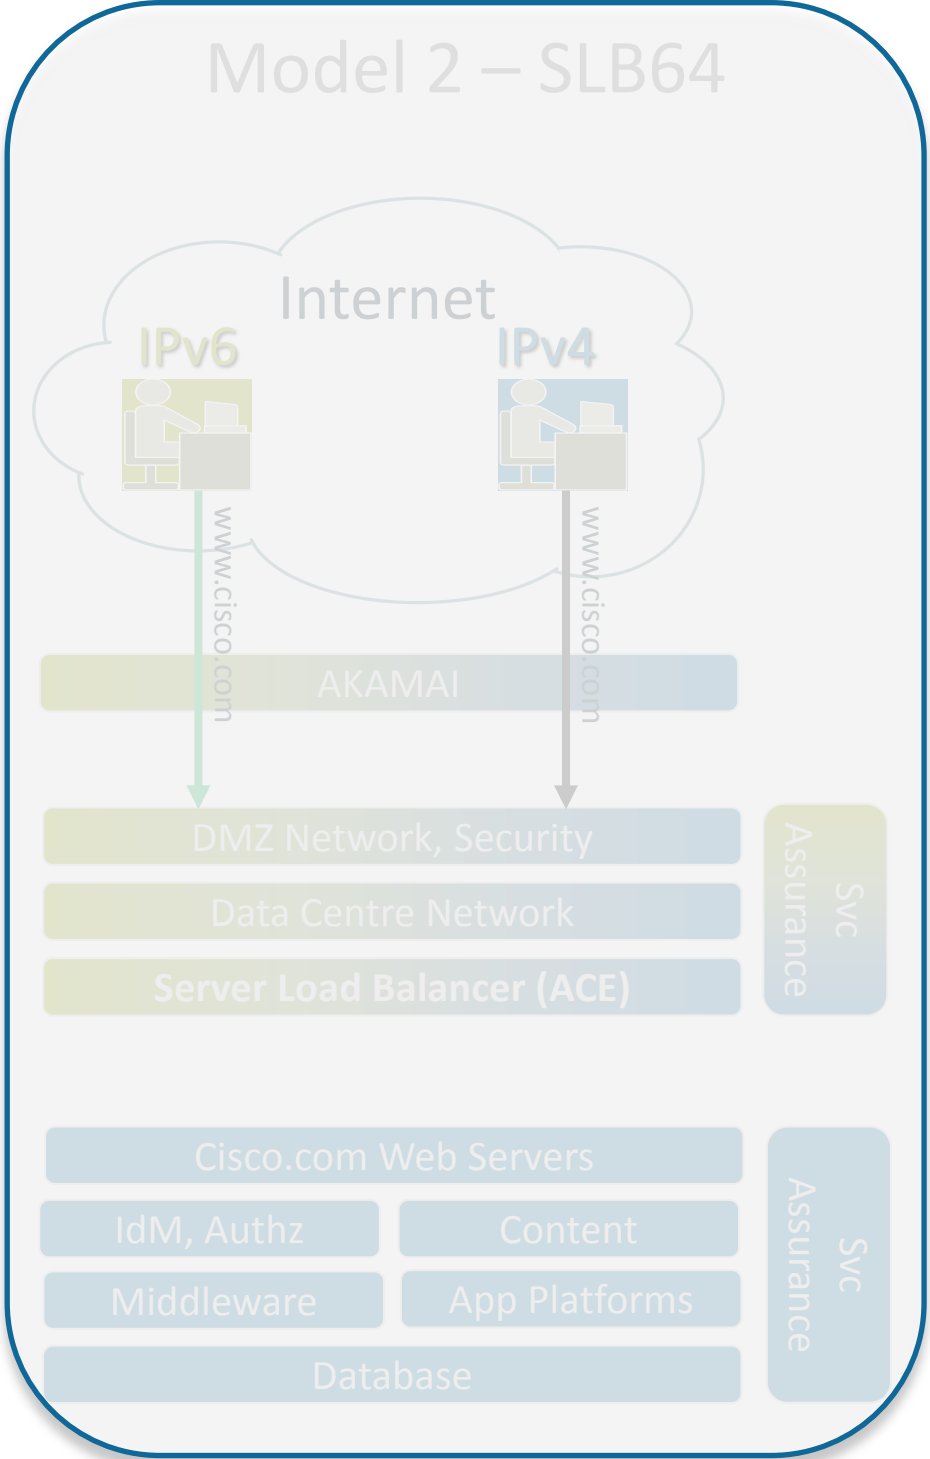 Model 2 – SLB64
Internet
IPv6
IPv4
www.cisco.com
www.cisco.com
AKAMAI
DMZ Network, Security
Data Centre Network
Server Load Balancer (ACE)
Svc
Assurance
Cisco.com Web Servers
IdM, Authz
Content
Middleware
App Platforms
Database
Svc
Assurance